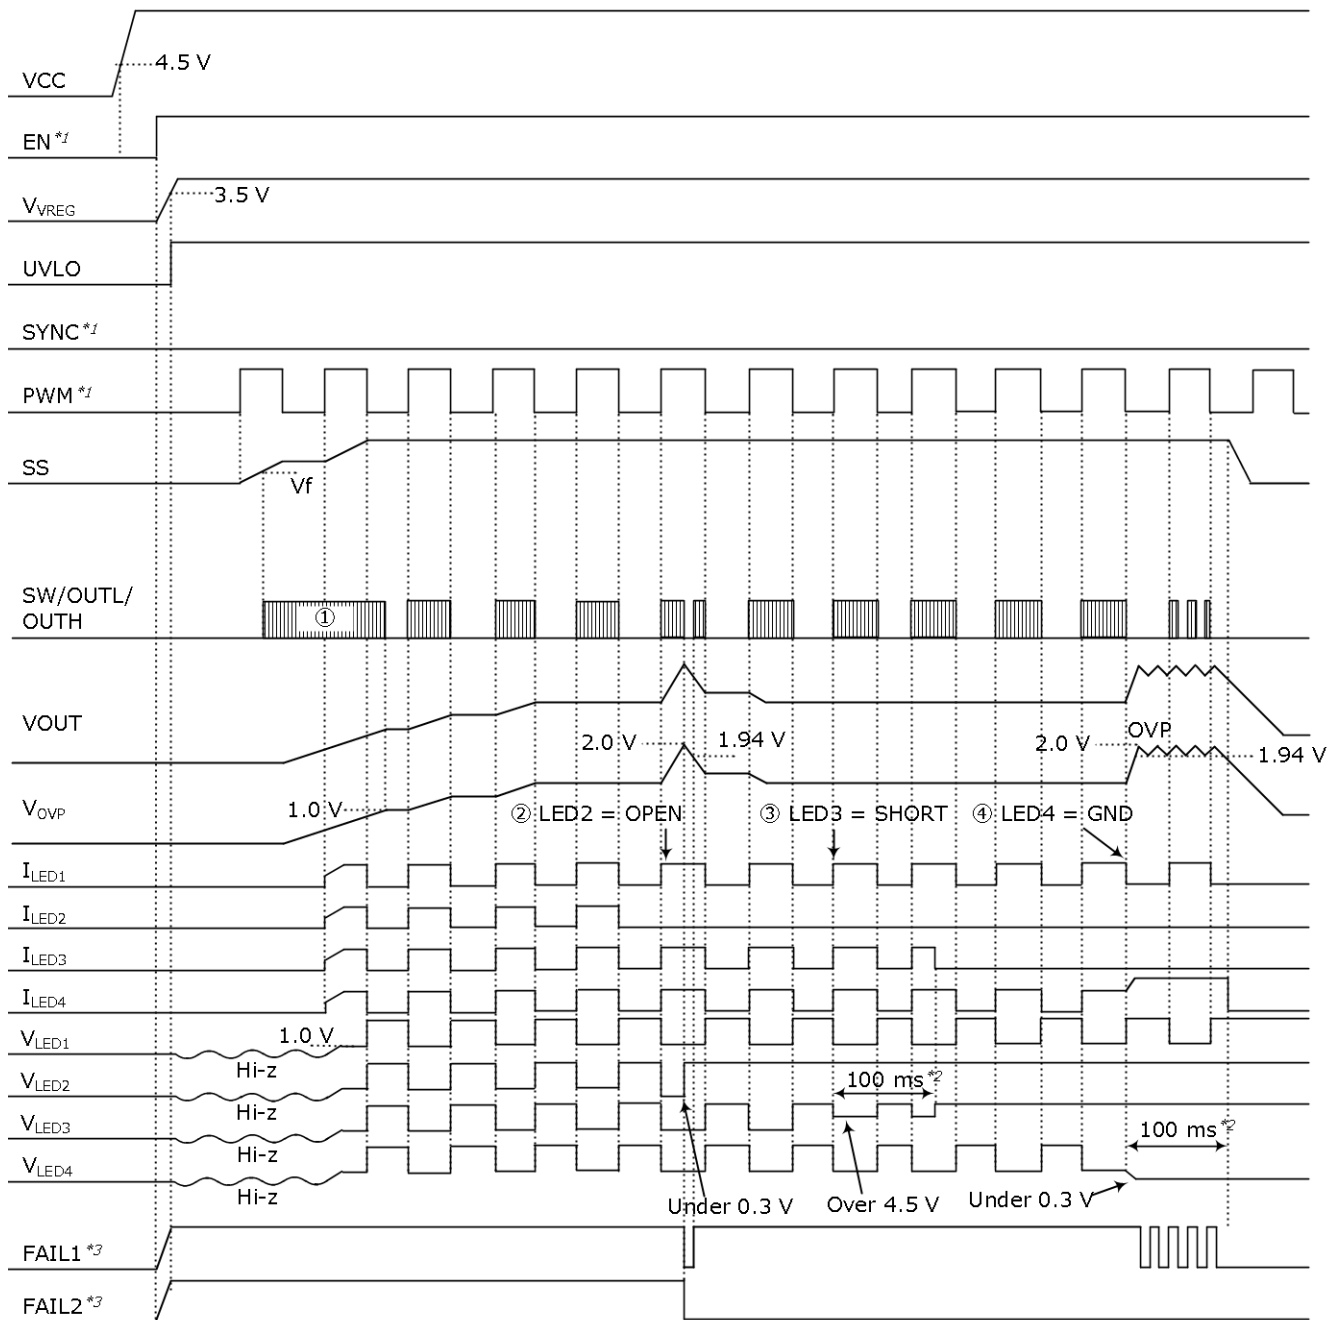 4.5 V
VCC
EN*1
3.5 V
VVREG
UVLO
SYNC*1
PWM*1
SS
Vf
SW/OUTL/
OUTH
①
VOUT
2.0 V
1.94 V
2.0 V
OVP
1.94 V
VOVP
1.0 V
② LED2 = OPEN
③ LED3 = SHORT
④ LED4 = GND
ILED1
ILED2
ILED3
ILED4
1.0 V
VLED1
Hi-z
VLED2
Hi-z
100 ms*2
VLED3
Hi-z
100 ms*2
VLED4
Hi-z
Under 0.3 V
Over 4.5 V
Under 0.3 V
FAIL1*3
FAIL2*3